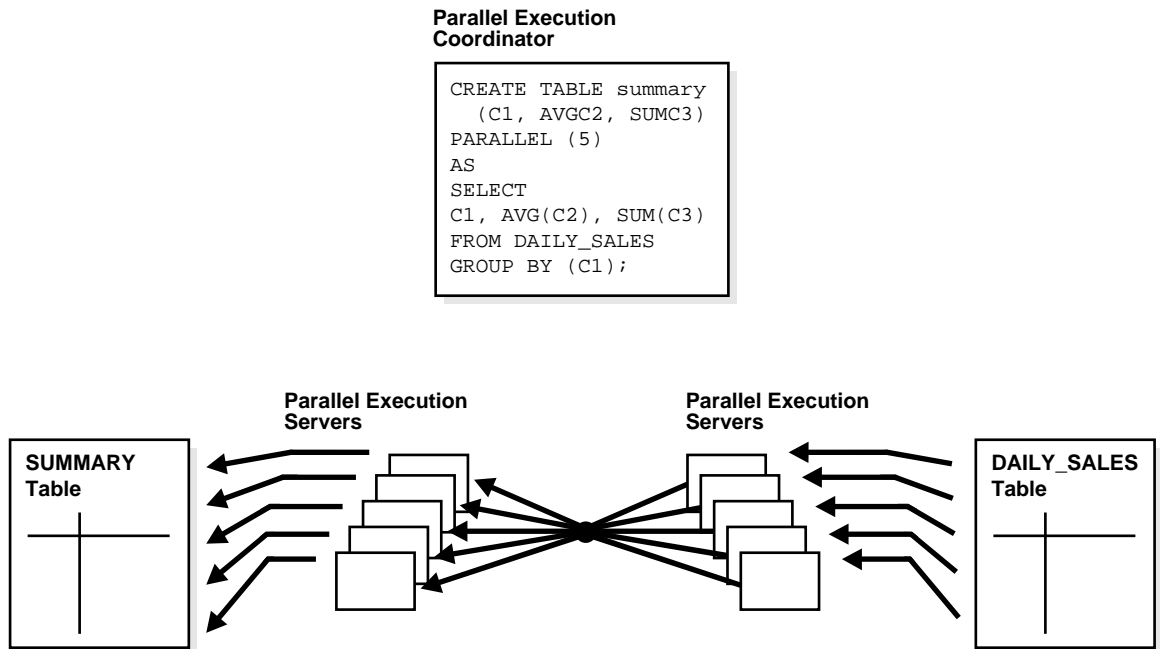 Parallel Execution
Coordinator
CREATE TABLE summary
(C1, AVGC2, SUMC3)
PARALLEL (5)
AS
SELECT
C1, AVG(C2), SUM(C3)
FROM DAILY_SALES
GROUP BY (C1);
Parallel Execution
Servers
Parallel Execution
Servers
SUMMARY
Table
DAILY_SALES
Table